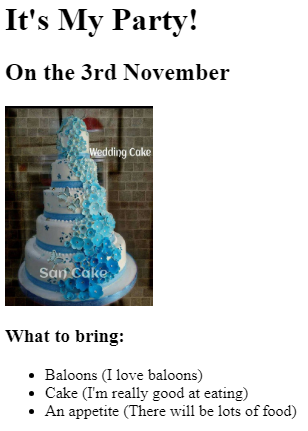 It's My Party!
On the 3rd November
Wedding Cake
San Cake
What to bring:
Baloons (I love baloons)
Cake (I'm really good at eating)
An appetite (There will be lots of food)